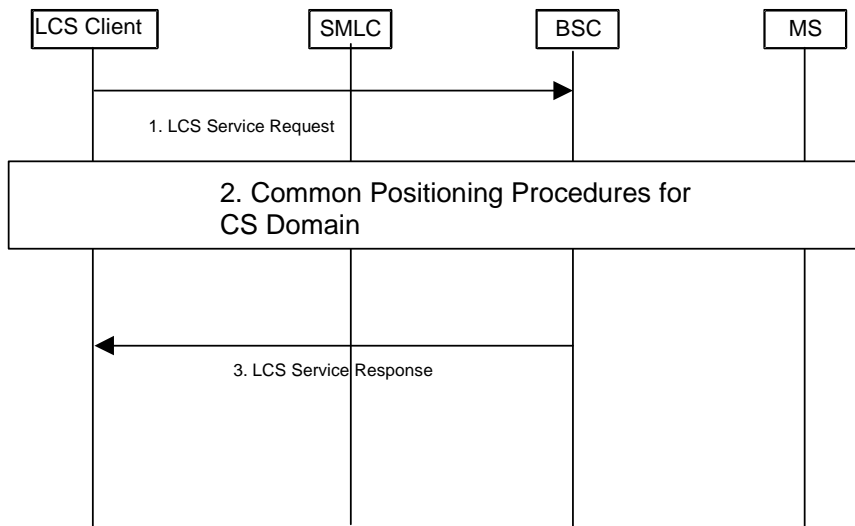 LCS Client
SMLC
BSC
MS
1. LCS Service Request
2. Common Positioning Procedures for
CS Domain
3. LCS Service Response